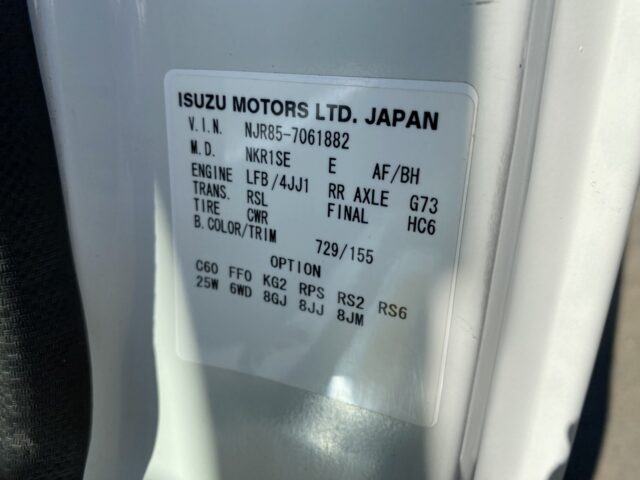 ISUZU MOTORS LTD. JAPAN
V.I.N. NJR85-7061882
M.D. NKR1SE E AF/BH
ENGINE LFB/4JJ1 RR AXLE G73
TRANS. RSL FINAL HC6
TIRE CWR
B.COLOR/TRIM 729/155
OPTION
C60 FF0 KG2 RPS RS2 RS6
25W 6WD 8GJ 8JJ 8JM